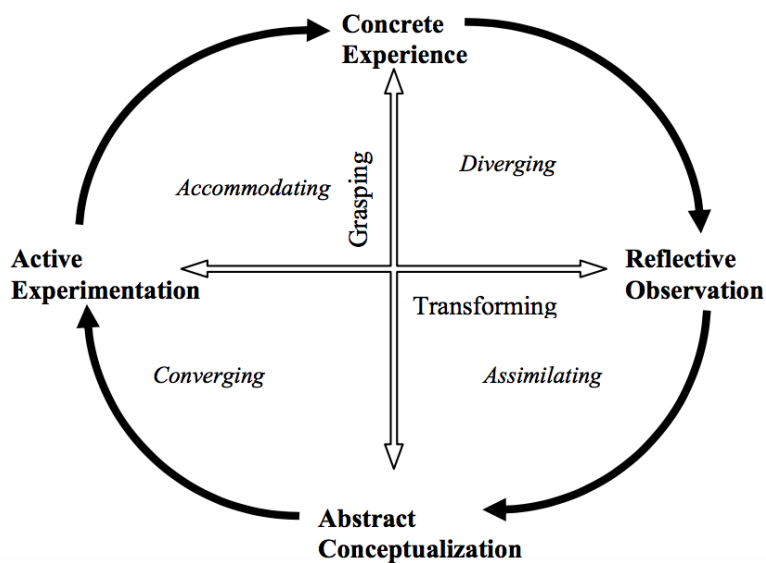 Concrete
Experience
Grasping
Diverging
Accommodating
Active
Experimentation
Reflective
Observation
Transforming
Converging
Assimilating
Abstract
Conceptualization